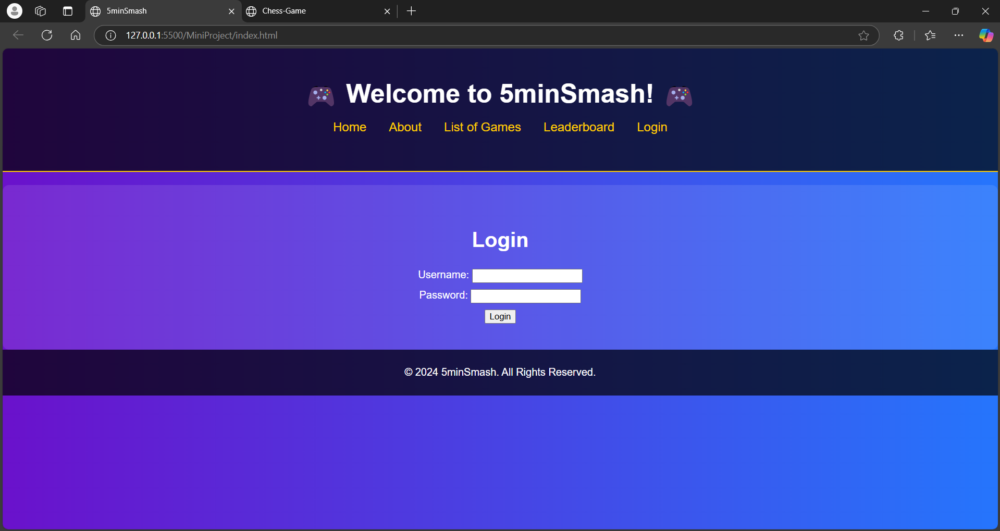 5minSmash
Chess-Game
127.0.0.1:5500/MiniProject/index.html
Welcome to 5minSmash!
Home About List of Games Leaderboard Login
Login
Username:
Password:
Login
© 2024 5minSmash. All Rights Reserved.